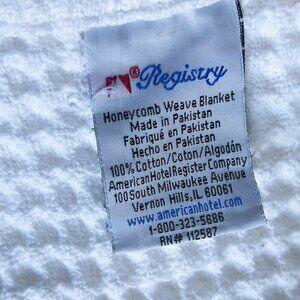 ® Registry
Honeycomb Weave Blanket
Made in Pakistan
Fabriqué en Pakistan
Hecho en Pakistan
100% Cotton/Coton/Algodón
AmericanHotelRegisterCompany
100 South Milwaukee Avenue
Vernon Hills, IL 60061
www.americanhotel.com
1-800-323-5686
RN# 112587